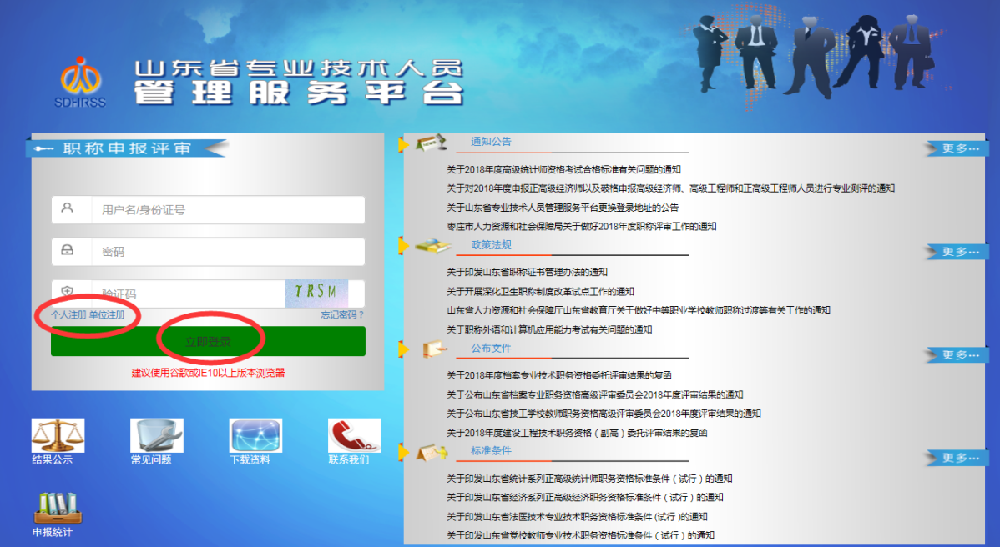 SDHRSS
山东省专业技术人员
管理服务平台
职称申报评审
用户名/身份证号
密码
验证码
TRSM
个人注册 单位注册
忘记密码？
立即登录
建议使用谷歌或IE10以上版本浏览器
结果公示
常见问题
下载资料
联系我们
申报统计
通知公告
更多···
关于2018年度高级统计师资格考试合格标准有关问题的通知
关于对2018年度申报正高级经济师以及破格申报高级经济师、高级工程师和正高级工程师人员进行专业测评的通知
关于山东省专业技术人员管理服务平台更换登录地址的公告
枣庄市人力资源和社会保障局关于做好2018年度职称评审工作的通知
政策法规
更多···
关于印发山东省职称证书管理办法的通知
关于开展深化卫生职称制度改革试点工作的通知
山东省人力资源和社会保障厅山东省教育厅关于做好中等职业学校教师职称过渡等有关工作的通知
关于职称外语和计算机应用能力考试有关问题的通知
公布文件
更多···
关于2018年度档案专业技术职务资格委托评审结果的复函
关于公布山东省档案专业职务资格高级评审委员会2018年度评审结果的通知
关于公布山东省技工学校教师职务资格高级评审委员会2018年度评审结果的通知
关于2018年度建设工程技术职务资格（副高）委托评审结果的复函
标准条件
更多···
关于印发山东省统计系列正高级统计师职务资格标准条件（试行）的通知
关于印发山东省经济系列正高级经济职务资格标准条件（试行）的通知
关于印发山东省法医技术专业技术职务资格标准条件 (试行 )的通知
关于印发山东省党校教师专业技术职务资格标准条件（试行）的通知